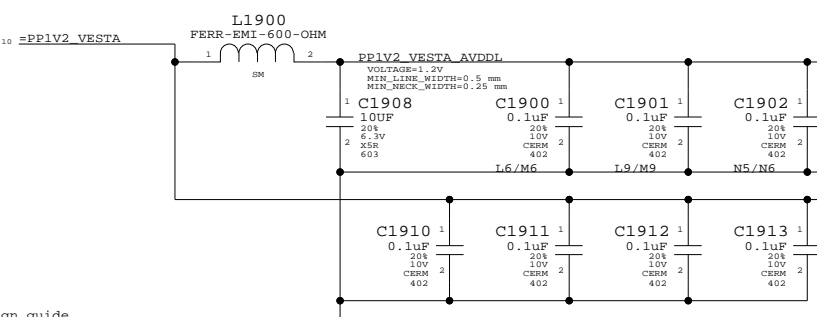 L1900
FERR-EMI-600-OHM
10 =PP1V2_VESTA
1 2
SM
PP1V2_VESTA_AVDDL
VOLTAGE=1.2V
MIN_LINE_WIDTH=0.5 mm
MIN_NECK_WIDTH=0.25 mm
1 C1908
10UF
20%
6.3V
2 X5R
603
C1900 1
0.1uF
20%
10V
CERM 2
402
L6/M6
C1901 1
0.1uF
20%
10V
CERM 2
402
L9/M9
C1902 1
0.1uF
20%
10V
CERM 2
402
N5/N6
C1910 1
0.1uF
20%
10V
CERM 2
402
C1911 1
0.1uF
20%
10V
CERM 2
402
C1912 1
0.1uF
20%
10V
CERM 2
402
C1913 1
0.1uF
20%
10V
CERM 2
402
gn guide